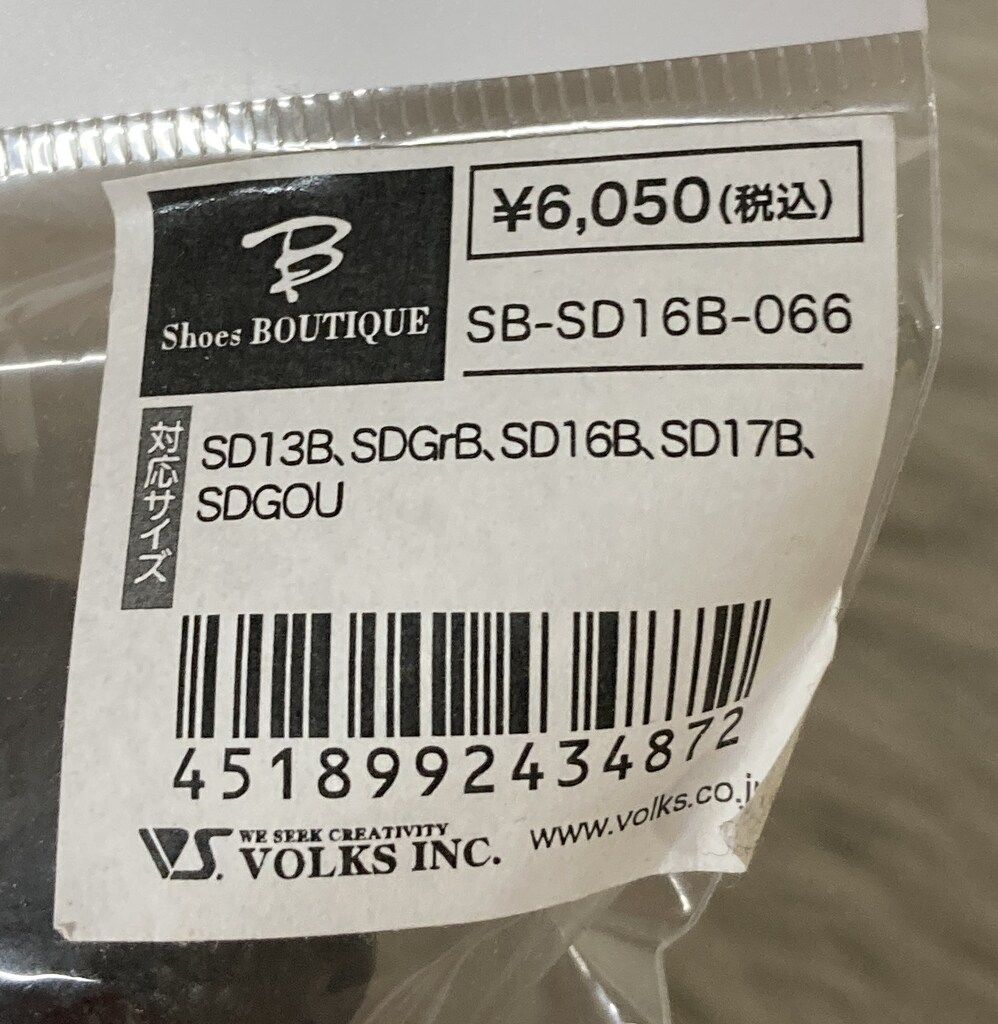 B
Shoes BOUTIQUE
¥6,050(税込)
SB-SD16B-066
対応サイズ
SD13B、SDGrB、SD16B、SD17B、
SDGOU
4518992434872
VS.
WE SEEK CREATIVITY
VOLKS INC.
www.volks.co.j